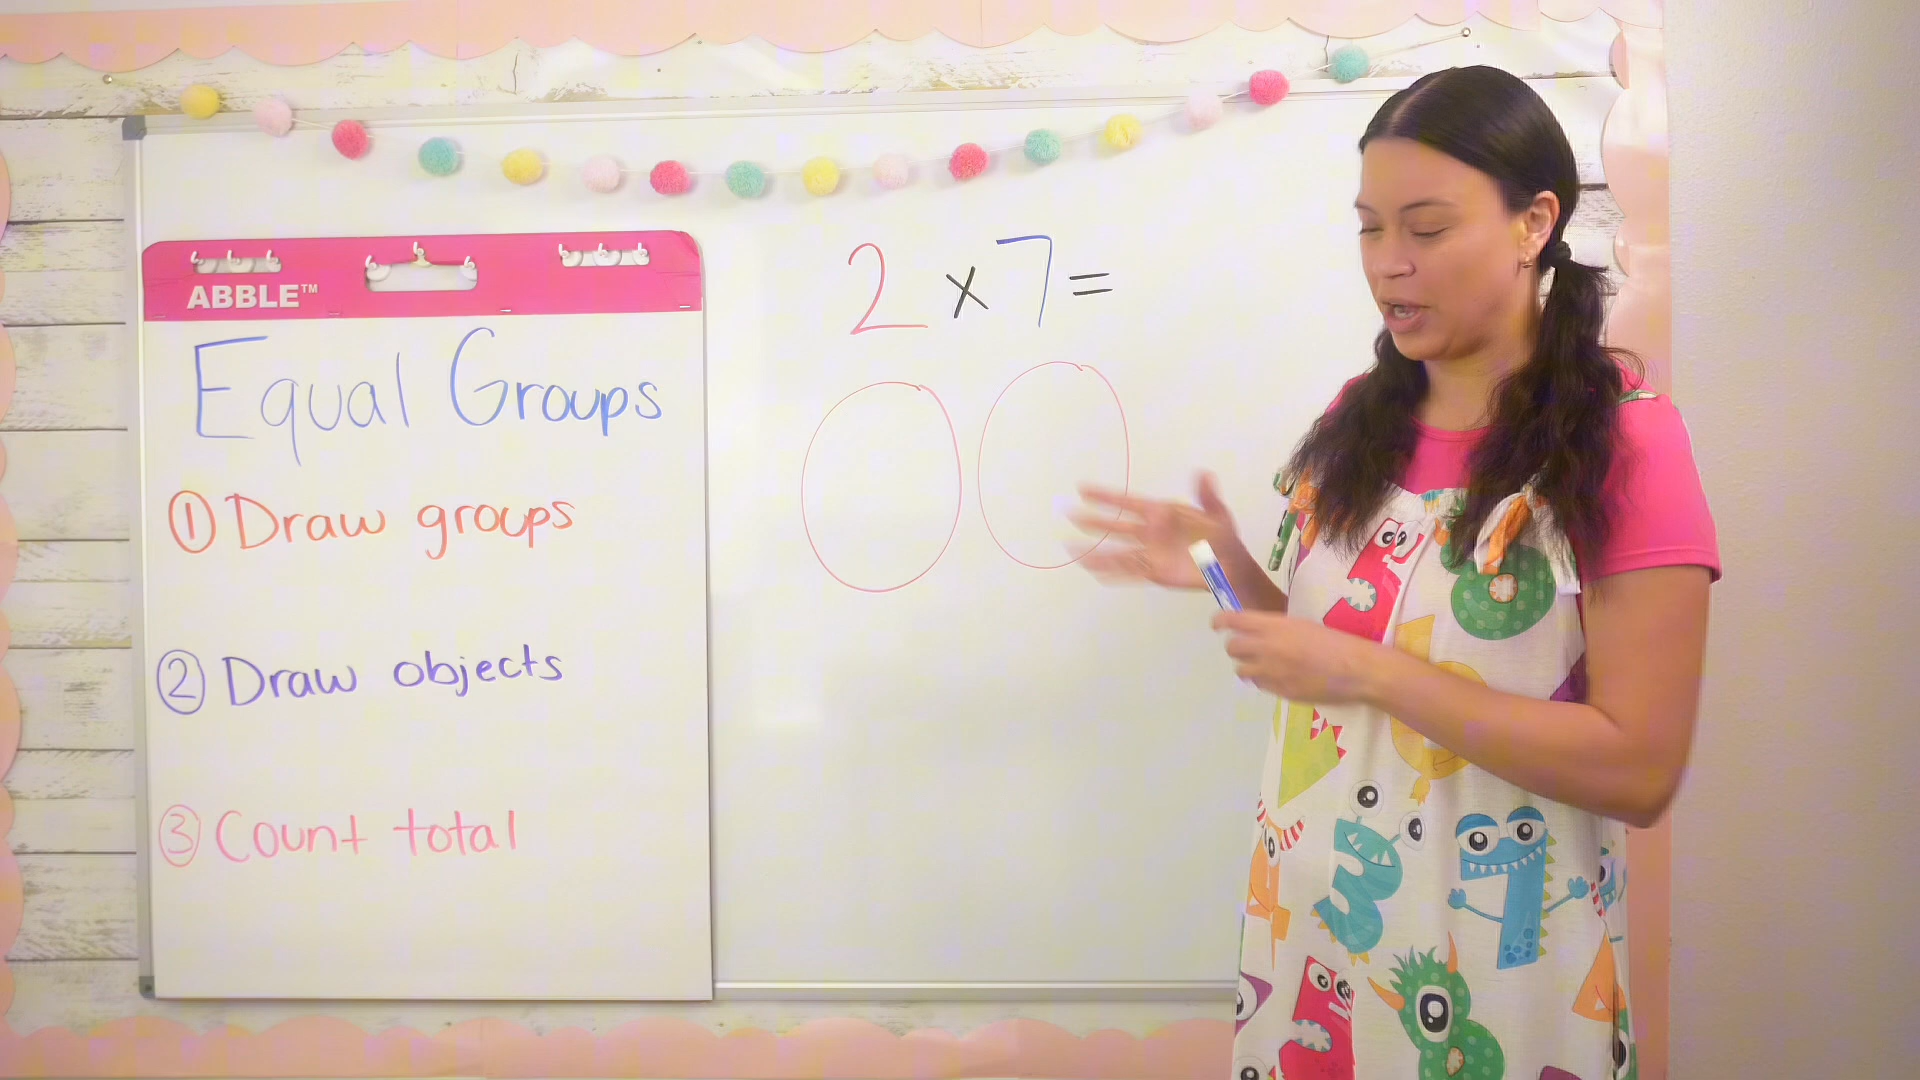 ABBLE™
Equal Groups
① Draw groups
② Draw objects
③ Count total
2 x 7 =